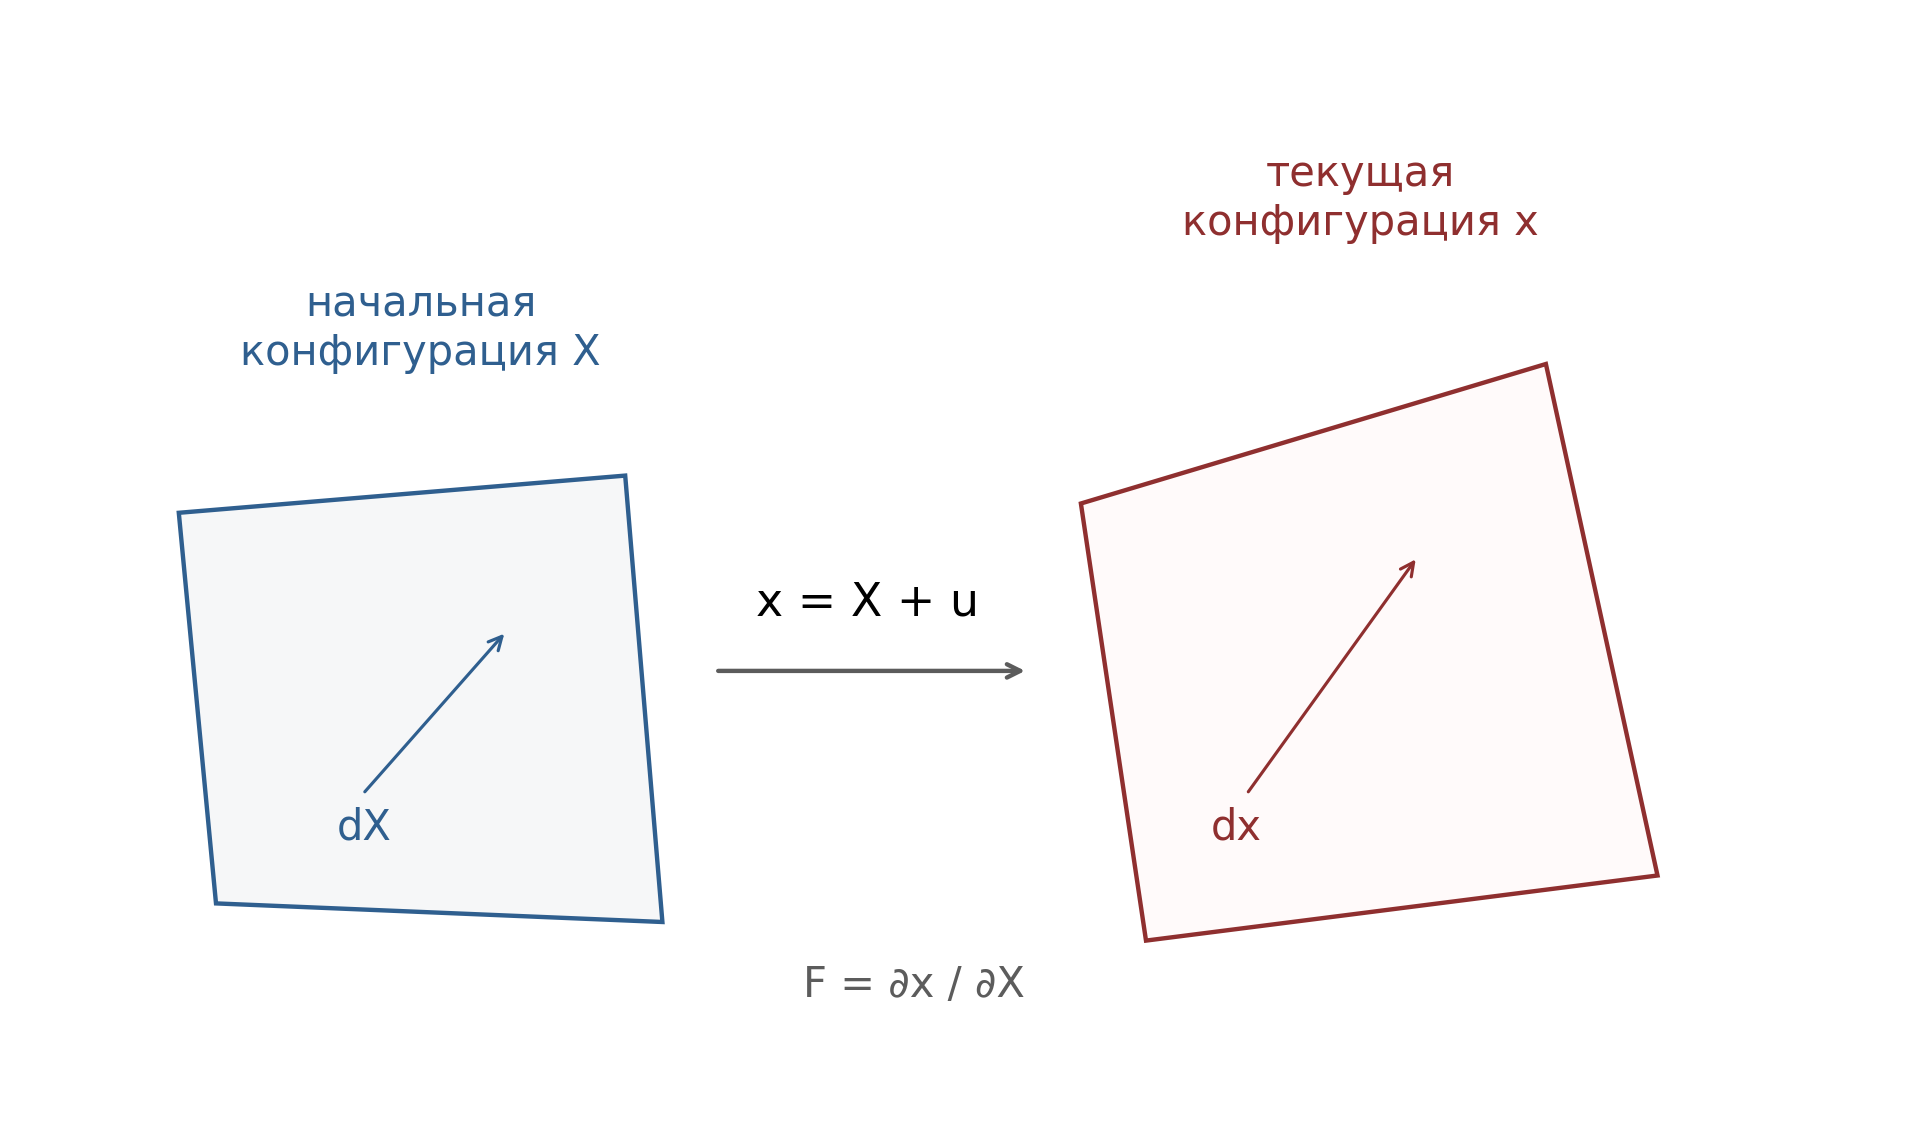 начальная
конфигурация X
текущая
конфигурация x
x = X + u
dX
dx
F = ∂x / ∂X